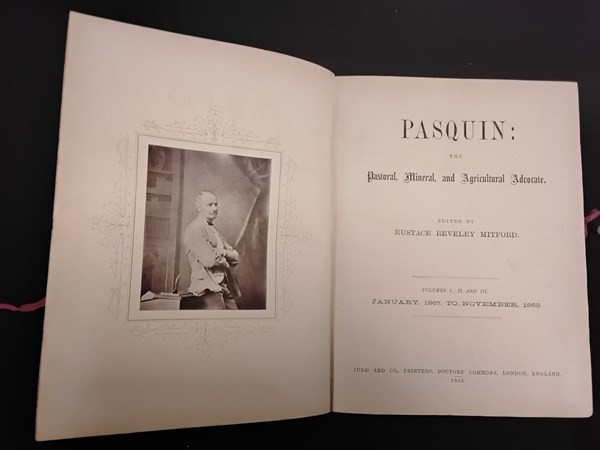 PASQUIN:
THE
Pastoral, Mineral, and Agricultural Advocate.
EDITED BY
EUSTACE REVELEY MITFORD.
VOLUMES I, II. AND III.
JANUARY, 1867, TO NOVEMBER, 1869.
JUDD AND CO., PRINTERS, DOCTORS' COMMONS, LONDON, ENGLAND.